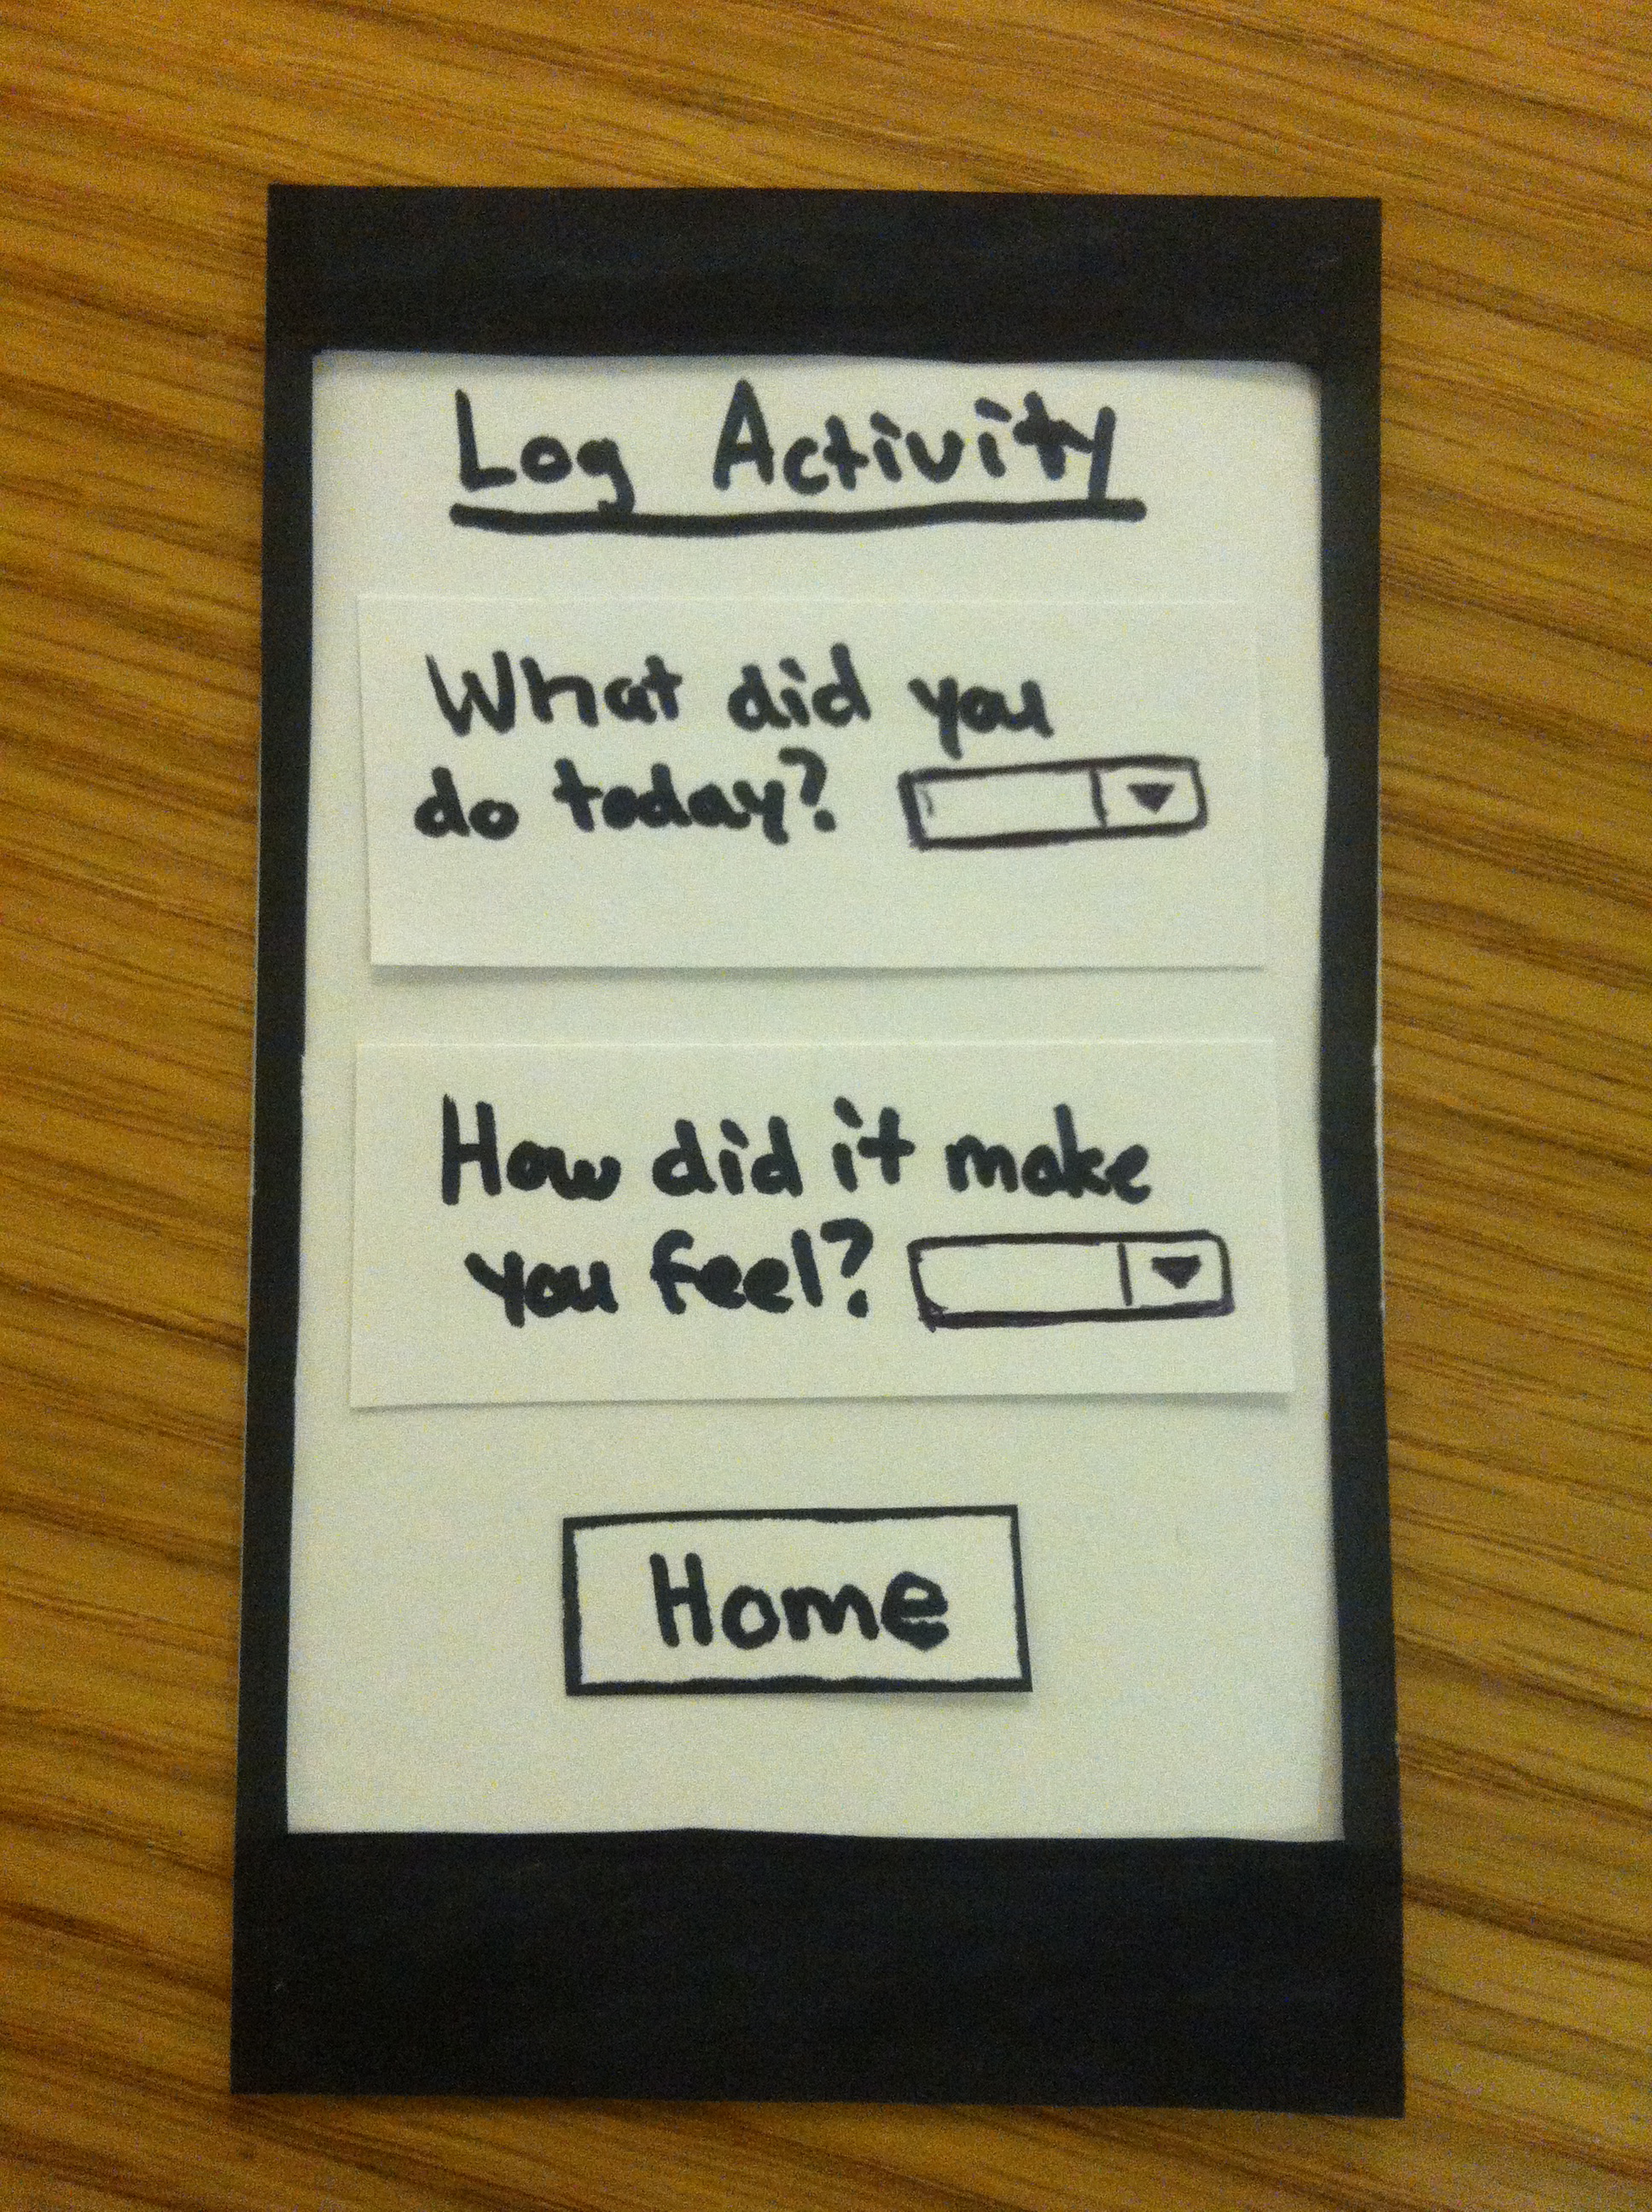 Log Activity
What did you
do today?
How did it make
you feel?
Home